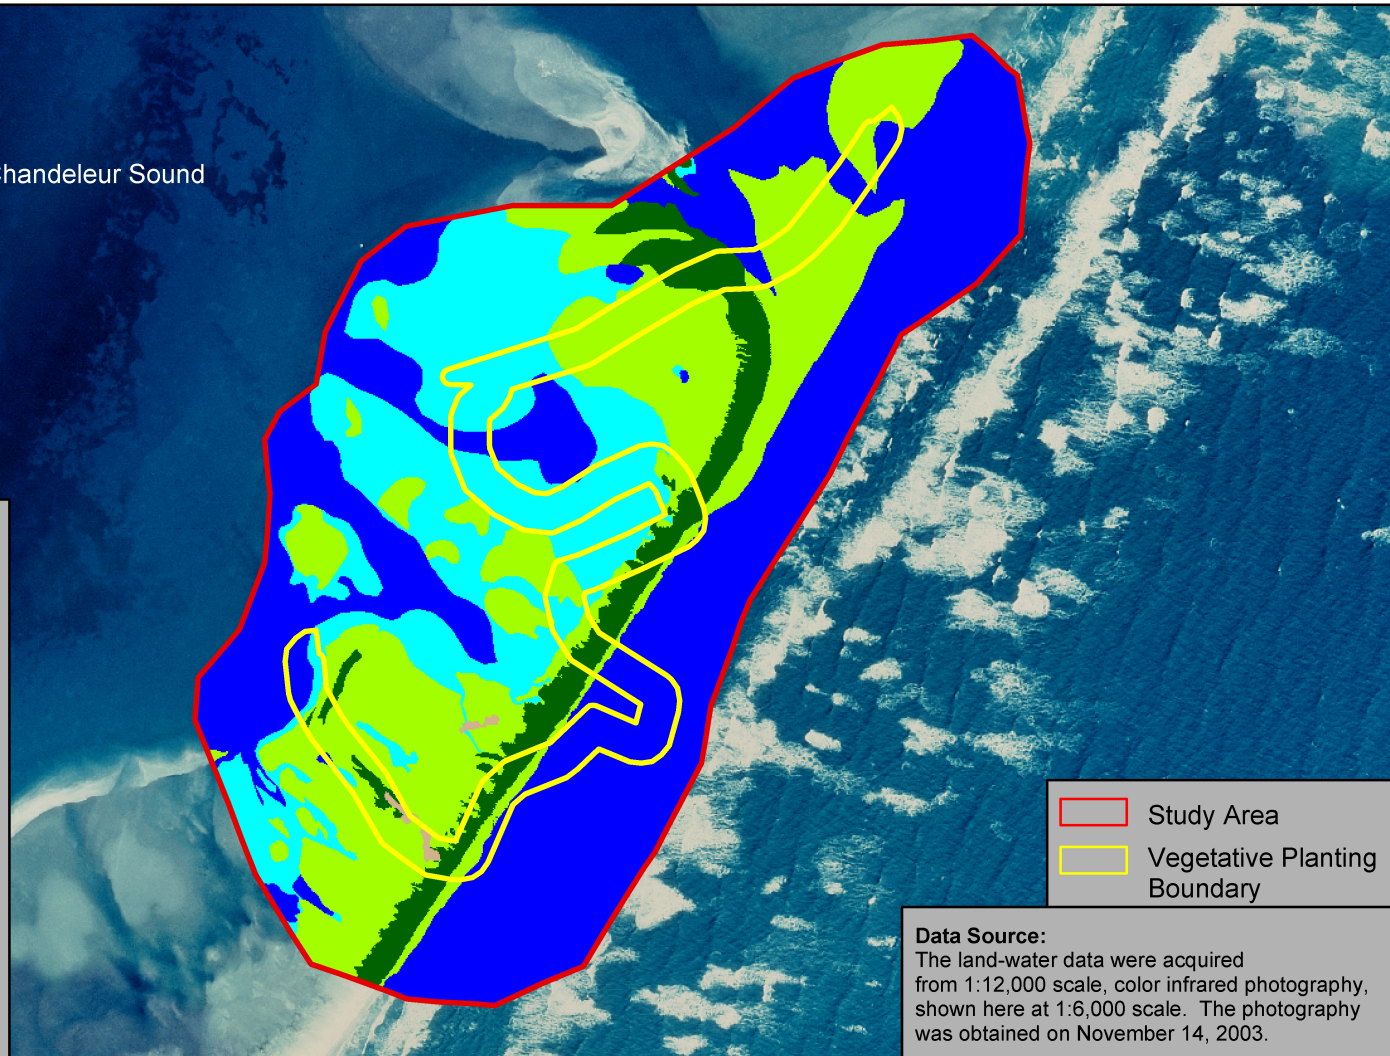 handeleur Sound
Study Area
Vegetative Planting
Boundary
Data Source:
The land-water data were acquired
from 1:12,000 scale, color infrared photography,
shown here at 1:6,000 scale. The photography
was obtained on November 14, 2003.